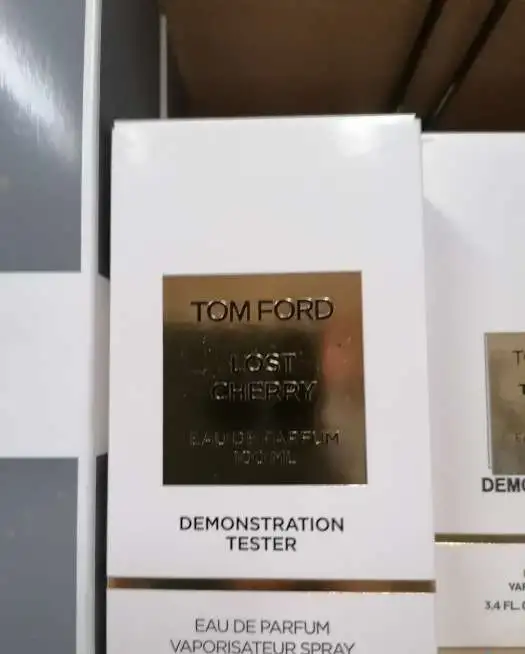 TOM FORD
LOST
CHERRY
EAU DE PARFUM
100 ML
DEMONSTRATION
TESTER
EAU DE PARFUM
VAPORISATEUR SPRAY
DEMO
3.4 FL.